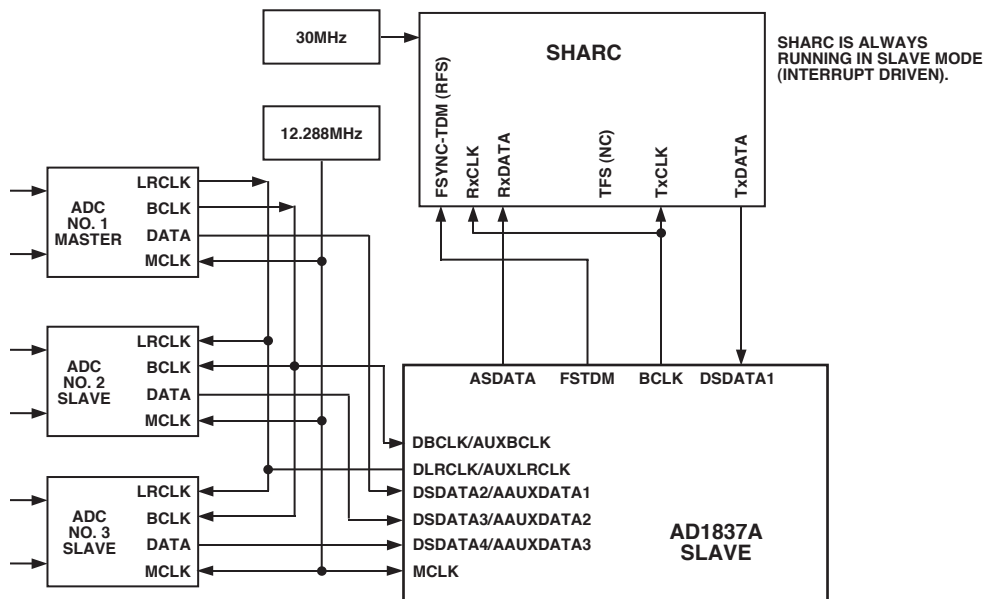 30MHz
SHARC
SHARC IS ALWAYS
RUNNING IN SLAVE MODE
(INTERRUPT DRIVEN).
FSYNC-TDM (RFS)
RxCLK
RxDATA
TFS (NC)
TxCLK
TxDATA
12.288MHz
ADC
NO. 1
MASTER
LRCLK
BCLK
DATA
MCLK
ADC
NO. 2
SLAVE
LRCLK
BCLK
DATA
MCLK
ADC
NO. 3
SLAVE
LRCLK
BCLK
DATA
MCLK
ASDATA
FSTDM
BCLK
DSDATA1
DBCLK/AUXBCLK
DLRCLK/AUXLRCLK
DSDATA2/AAUXDATA1
DSDATA3/AAUXDATA2
DSDATA4/AAUXDATA3
MCLK
AD1837A
SLAVE